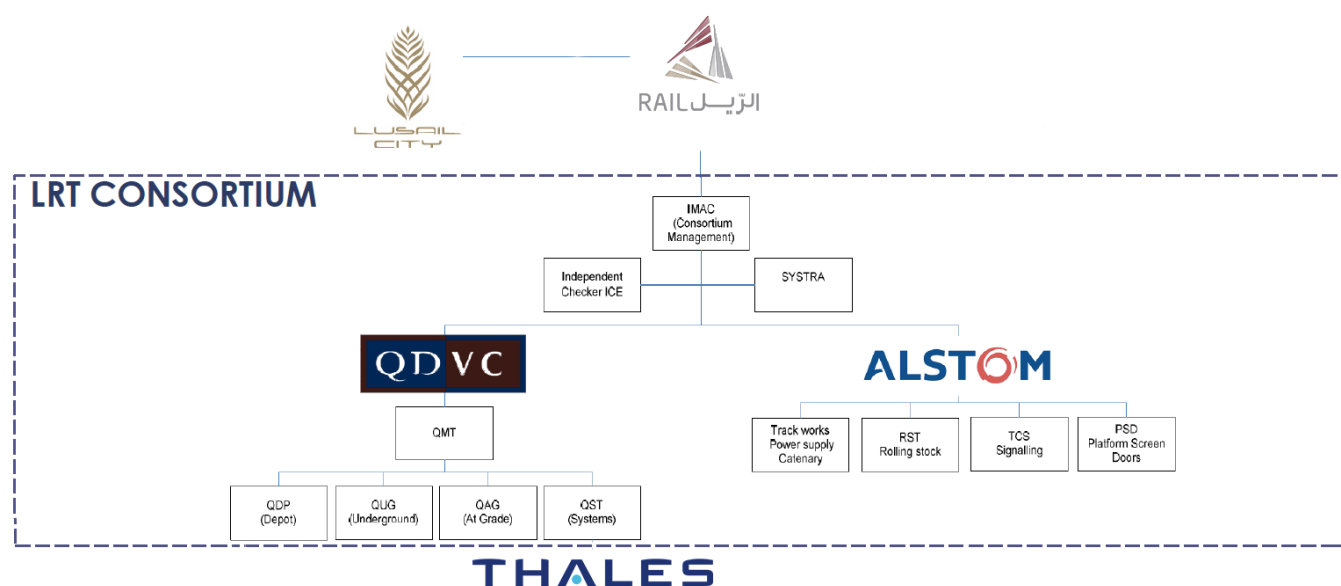 LUSAIL
CITY
RAIL الرّيــل
LRT CONSORTIUM
IMAC
(Consortium
Management)
Independent
Checker ICE
SYSTRA
QDVC
ALSTOM
QMT
Track works
Power supply
Catenary
RST
Rolling stock
TCS
Signalling
PSD
Platform Screen
Doors
QDP
(Depot)
QUG
(Underground)
QAG
(At Grade)
QST
(Systems)
THALES